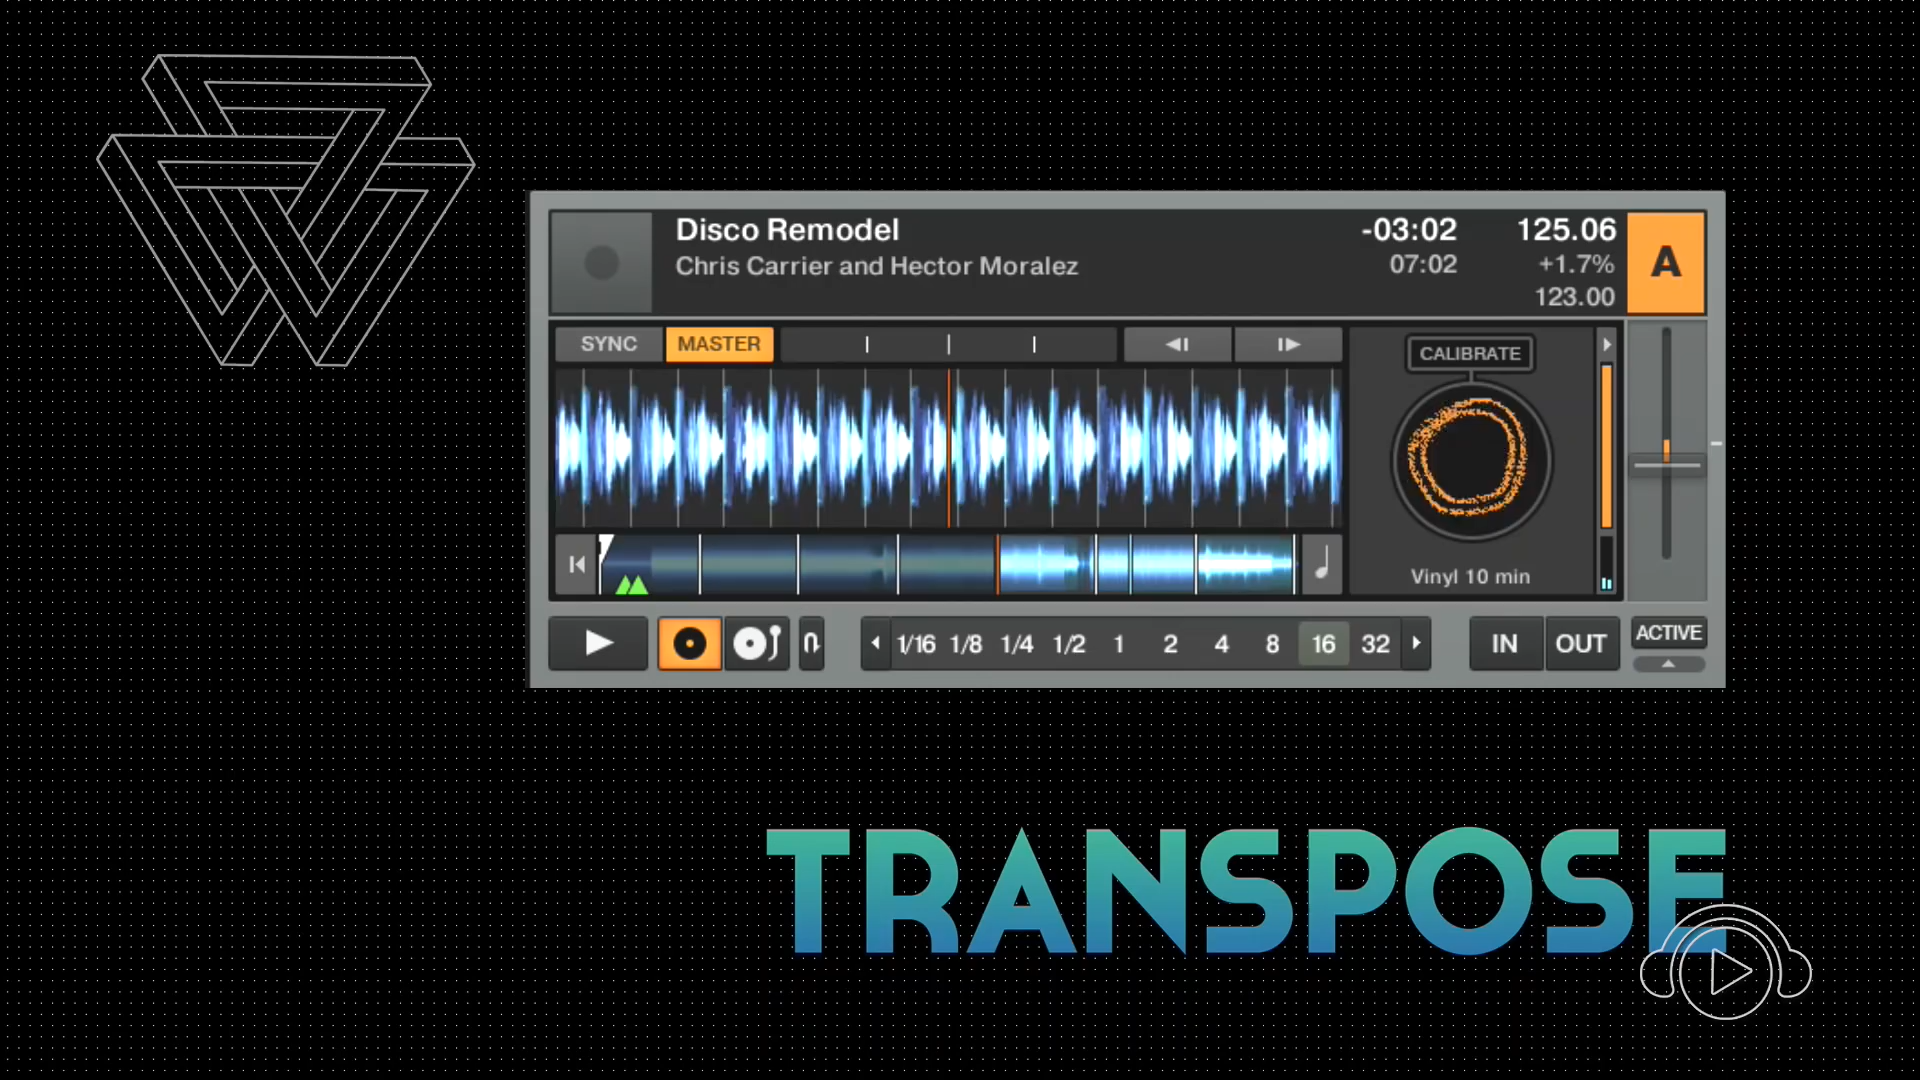 Disco Remodel
Chris Carrier and Hector Moralez
-03:02
07:02
125.06
+1.7%
123.00
A
SYNC
MASTER
CALIBRATE
Vinyl 10 min
1/16 1/8 1/4 1/2 1 2 4 8 16 32
IN
OUT
ACTIVE
TRANSPOSE